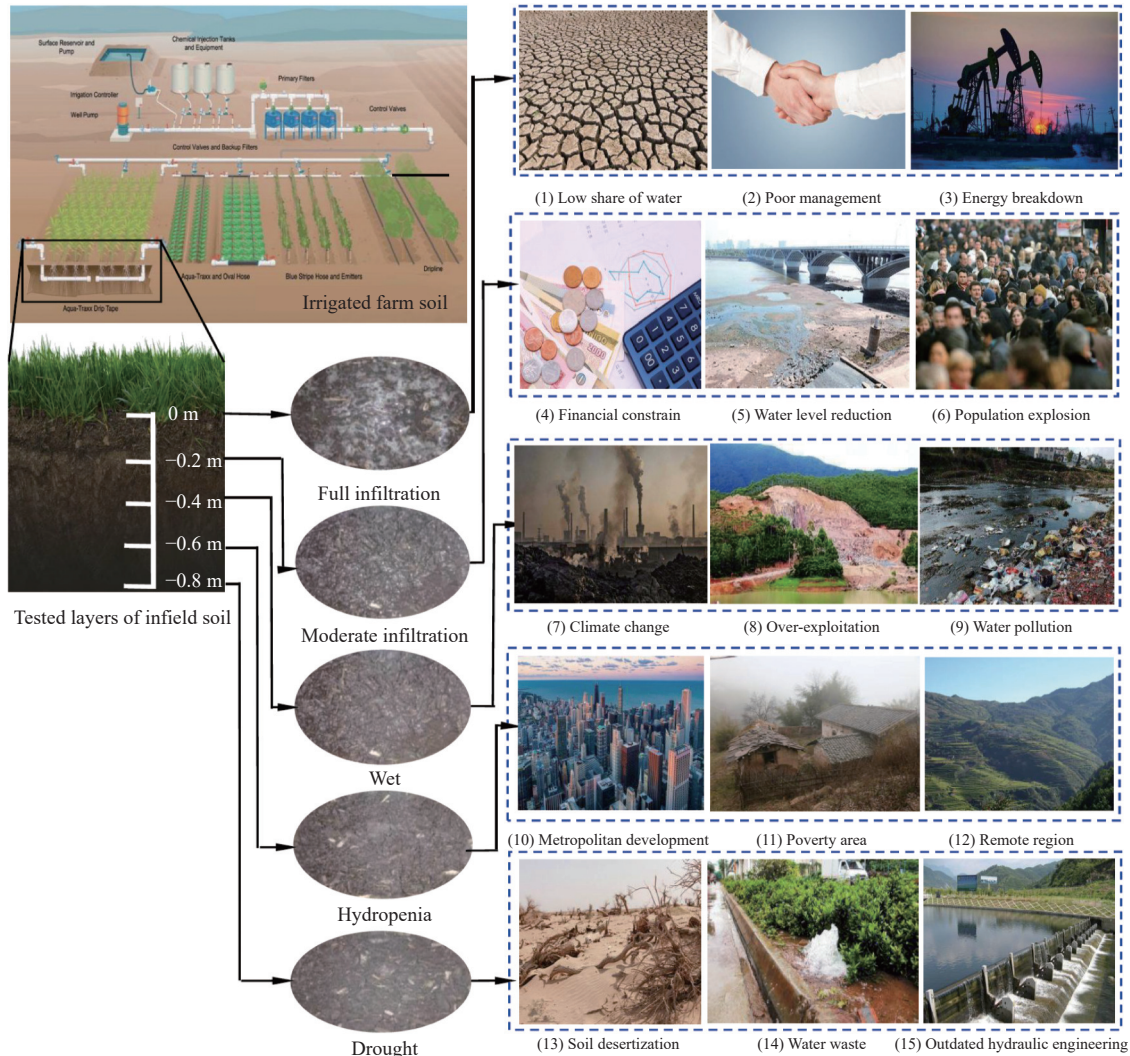 Surface Reservoir and
Pump
Chemical Injection Tanks
and Equipment
Irrigation Controller
Primary Filters
Well Pump
Control Valves
Control Valves and Backup Filters
Aqua-Traxx and Oval Hose
Blue Stripe Hose and Emitters
Dripline
Aqua-Traxx Drip Tape
Irrigated farm soil
0 m
−0.2 m
−0.4 m
−0.6 m
−0.8 m
Tested layers of infield soil
Full infiltration
Moderate infiltration
Wet
Hydropenia
Drought
(1) Low share of water
(2) Poor management
(3) Energy breakdown
(4) Financial constrain
(5) Water level reduction
(6) Population explosion
(7) Climate change
(8) Over-exploitation
(9) Water pollution
(10) Metropolitan development
(11) Poverty area
(12) Remote region
(13) Soil desertization
(14) Water waste
(15) Outdated hydraulic engineering